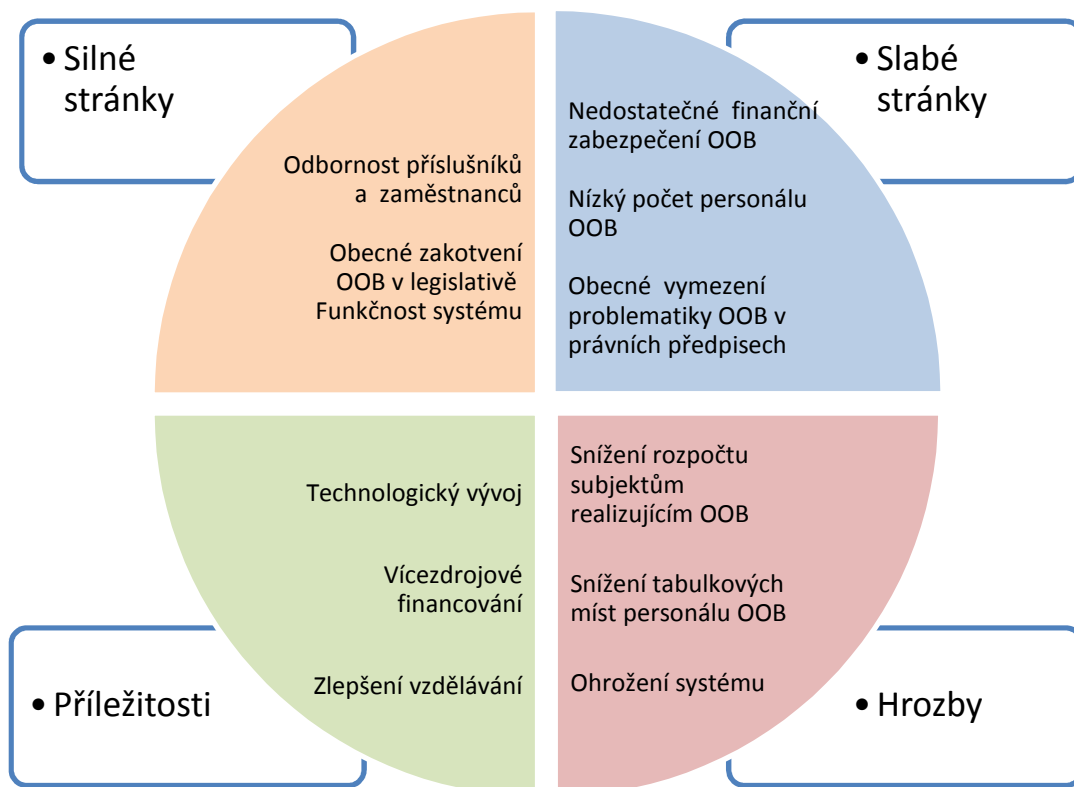 • Silné
stránky
Odbornost příslušníků
a zaměstnanců
Obecné zakotvení
OOB v legislativě
Funkčnost systému
• Slabé
stránky
Nedostatečné finanční
zabezpečení OOB
Nízký počet personálu
OOB
Obecné vymezení
problematiky OOB v
právních předpisech
• Příležitosti
Technologický vývoj
Vícezdrojové
financování
Zlepšení vzdělávání
• Hrozby
Snížení rozpočtu
subjektům
realizujícím OOB
Snížení tabulkových
míst personálu OOB
Ohrožení systému